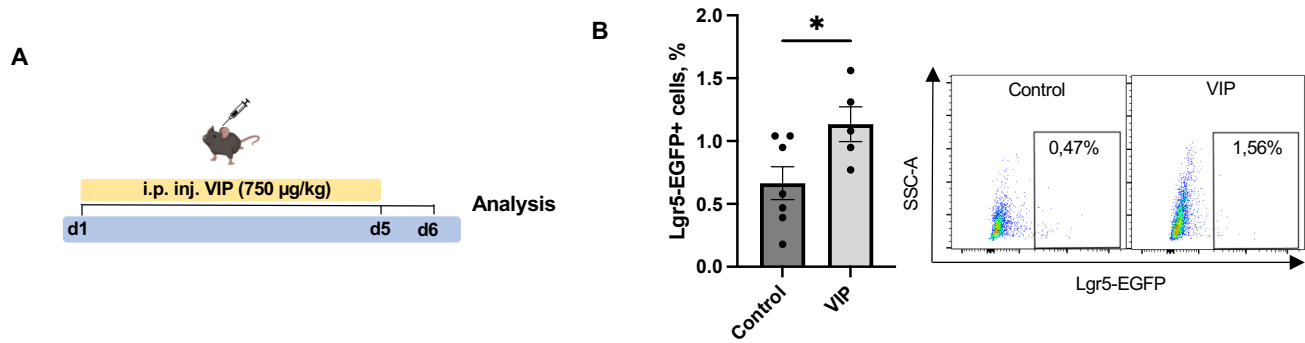 A
i.p. inj. VIP (750 µg/kg)
d1
d5
d6
Analysis
B
Lgr5-EGFP+ cells, %
2.0
1.5
1.0
0.5
0.0
*
Control
VIP
SSC-A
Control
0,47%
VIP
1,56%
Lgr5-EGFP